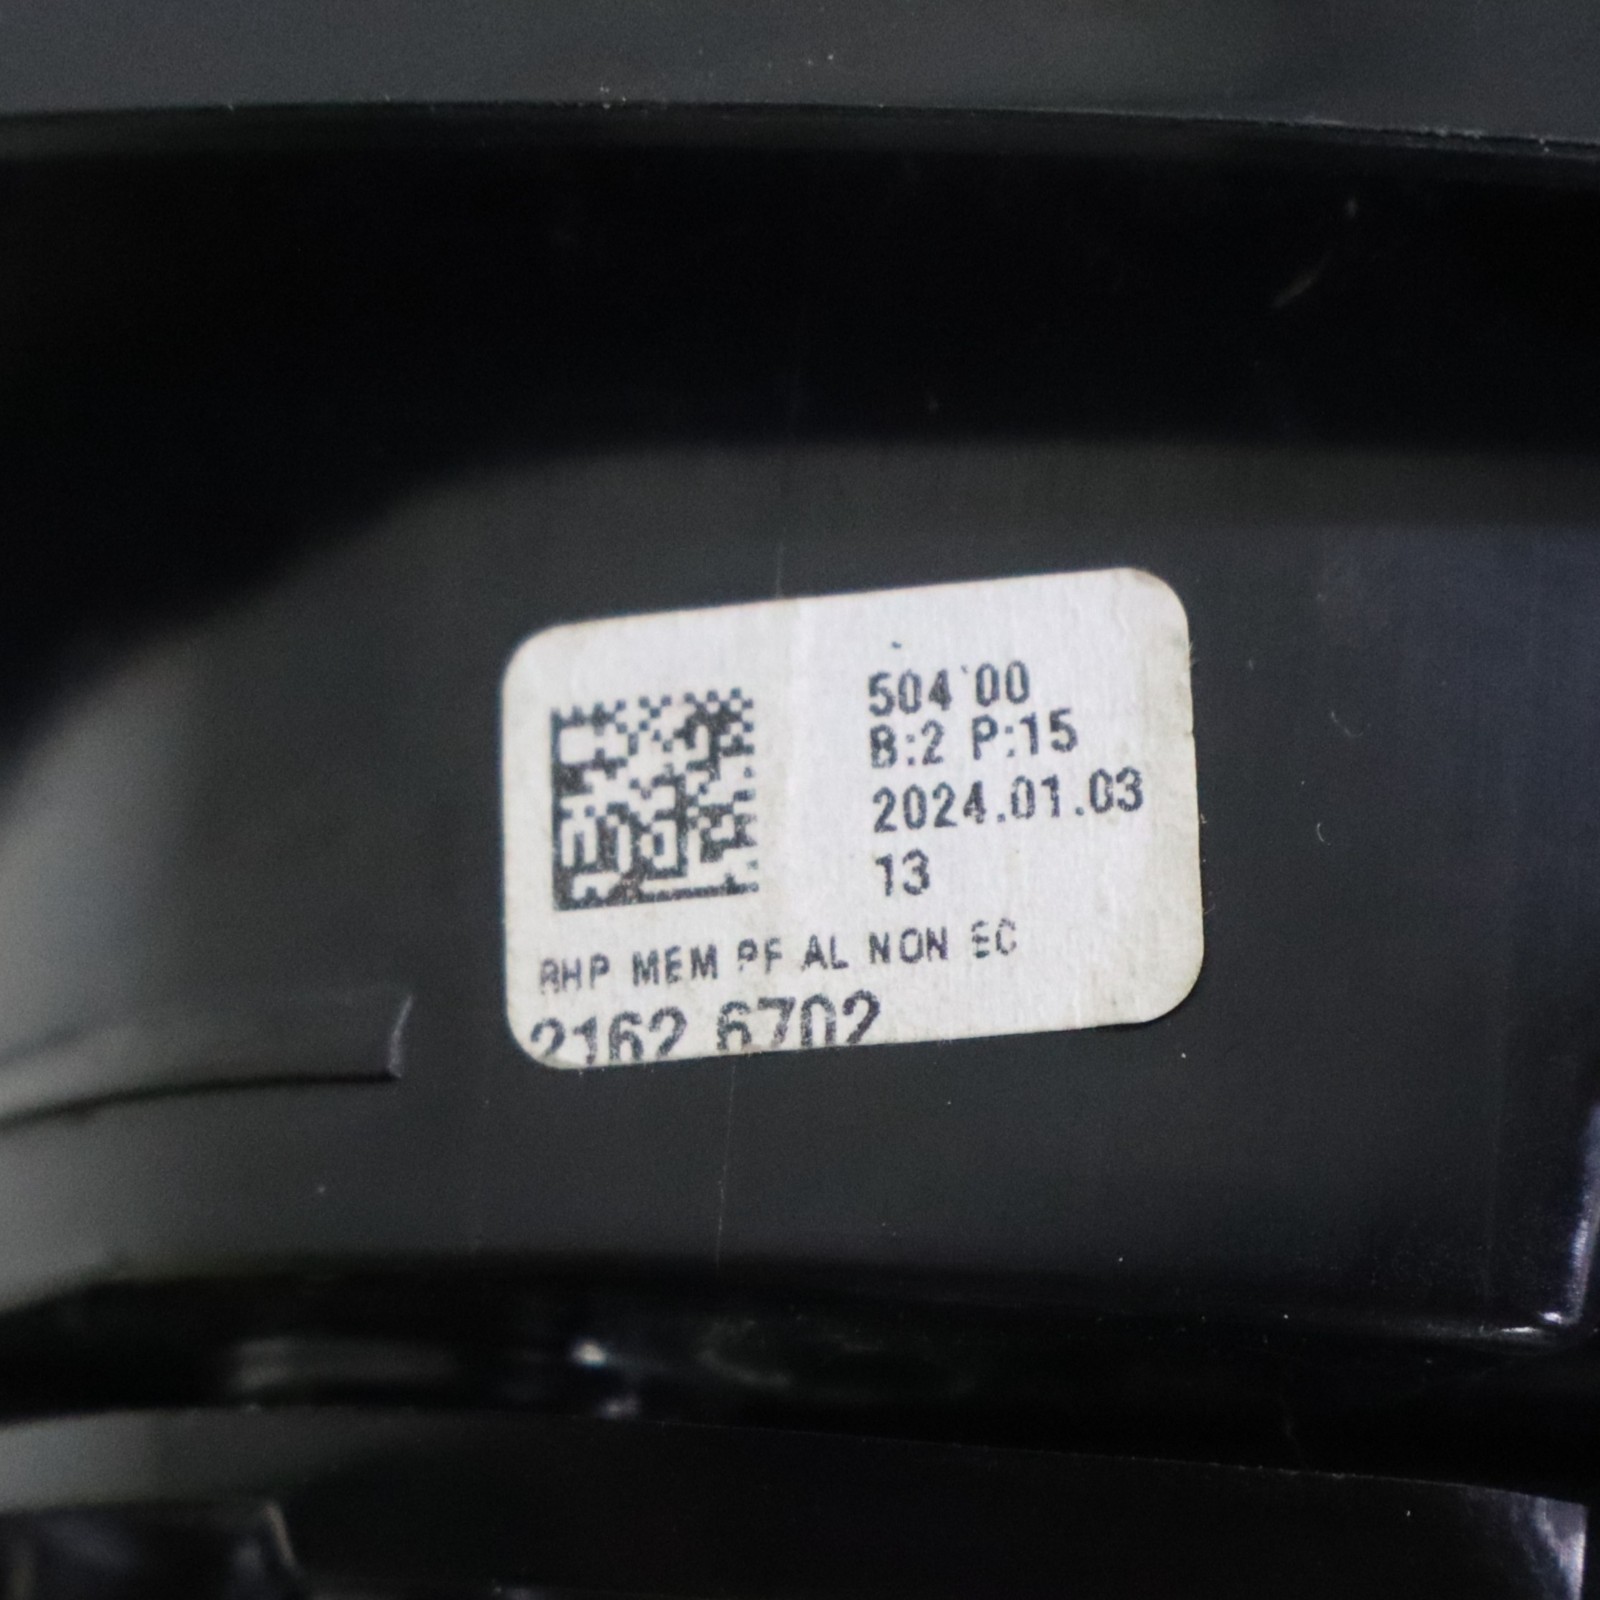 504 00
B:2 P:15
2024.01.03
13
RHP MEM PF AL NON EC
2162 6702